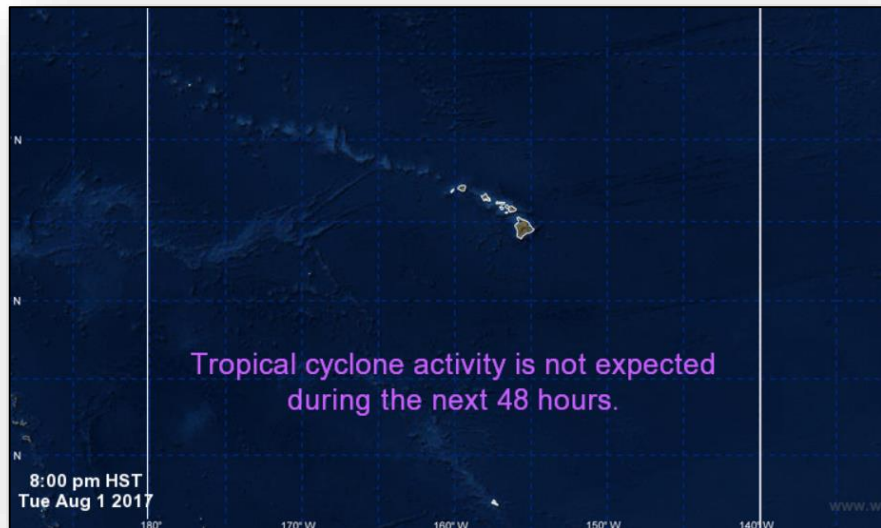 N
N
Tropical cyclone activity is not expected
during the next 48 hours.
N
8:00 pm HST
Tue Aug 1 2017
www.w
180° 170° W 160° W 150° W 140° W